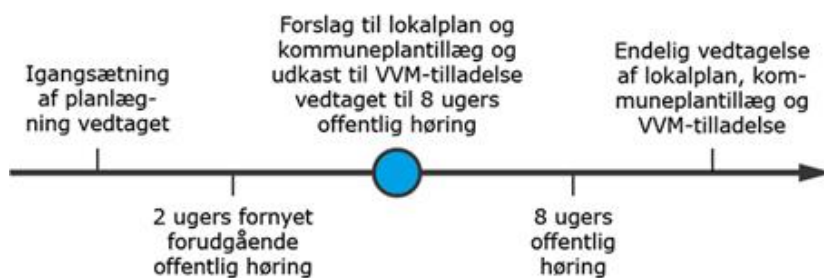 Igangsætning
af planlæg-
ning vedtaget
2 ugers fornyet
forudgående
offentlig høring
Forslag til lokalplan og
kommuneplantillæg og
udkast til VVM-tilladelse
vedtaget til 8 ugers
offentlig høring
8 ugers
offentlig
høring
Endelig vedtagelse
af lokalplan, kom-
muneplantillæg og
VVM-tilladelse